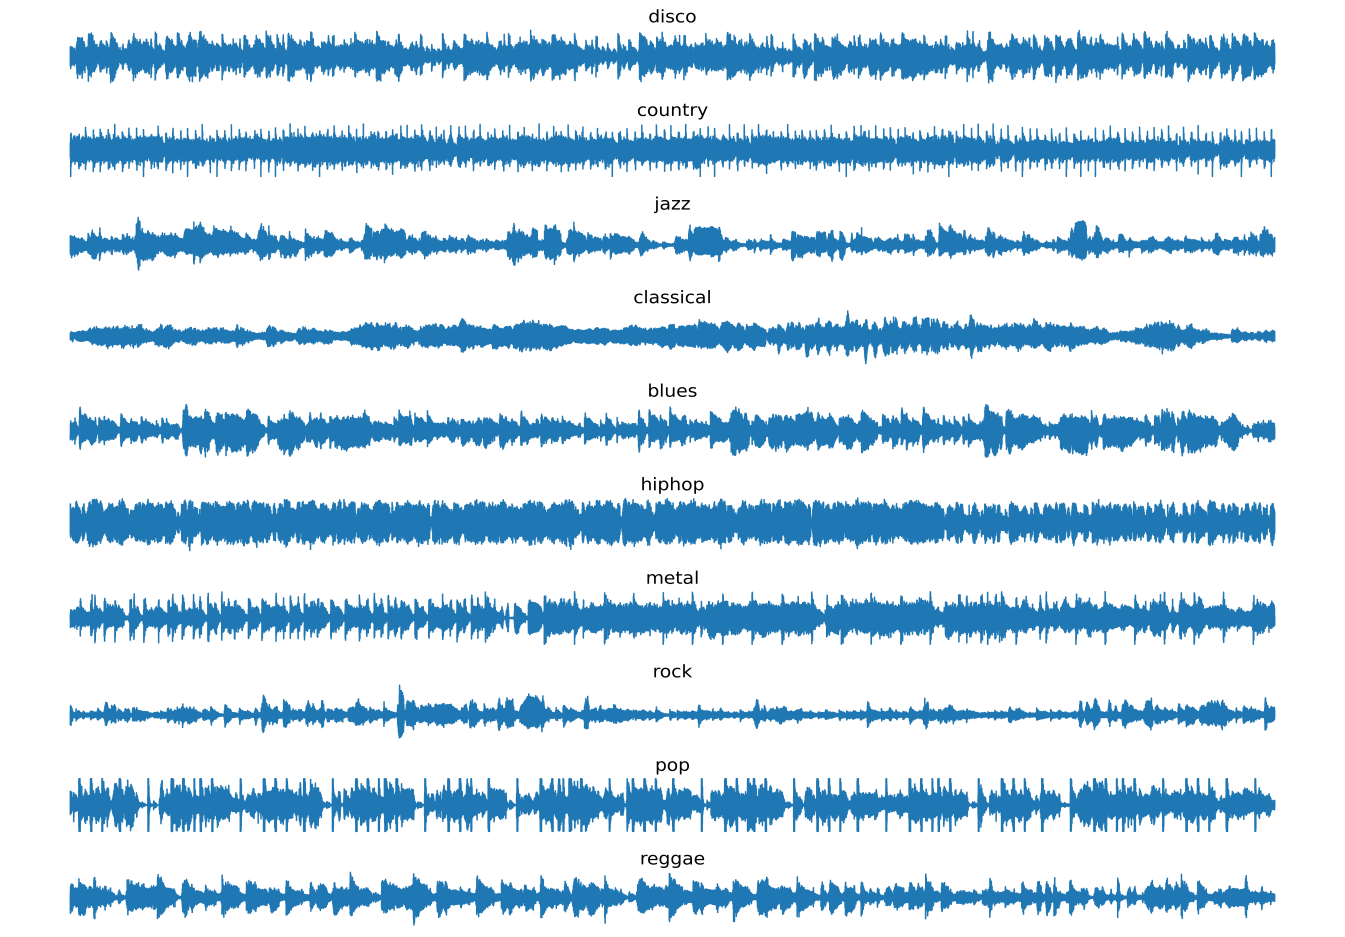 disco
country
jazz
classical
blues
hiphop
metal
rock
pop
reggae